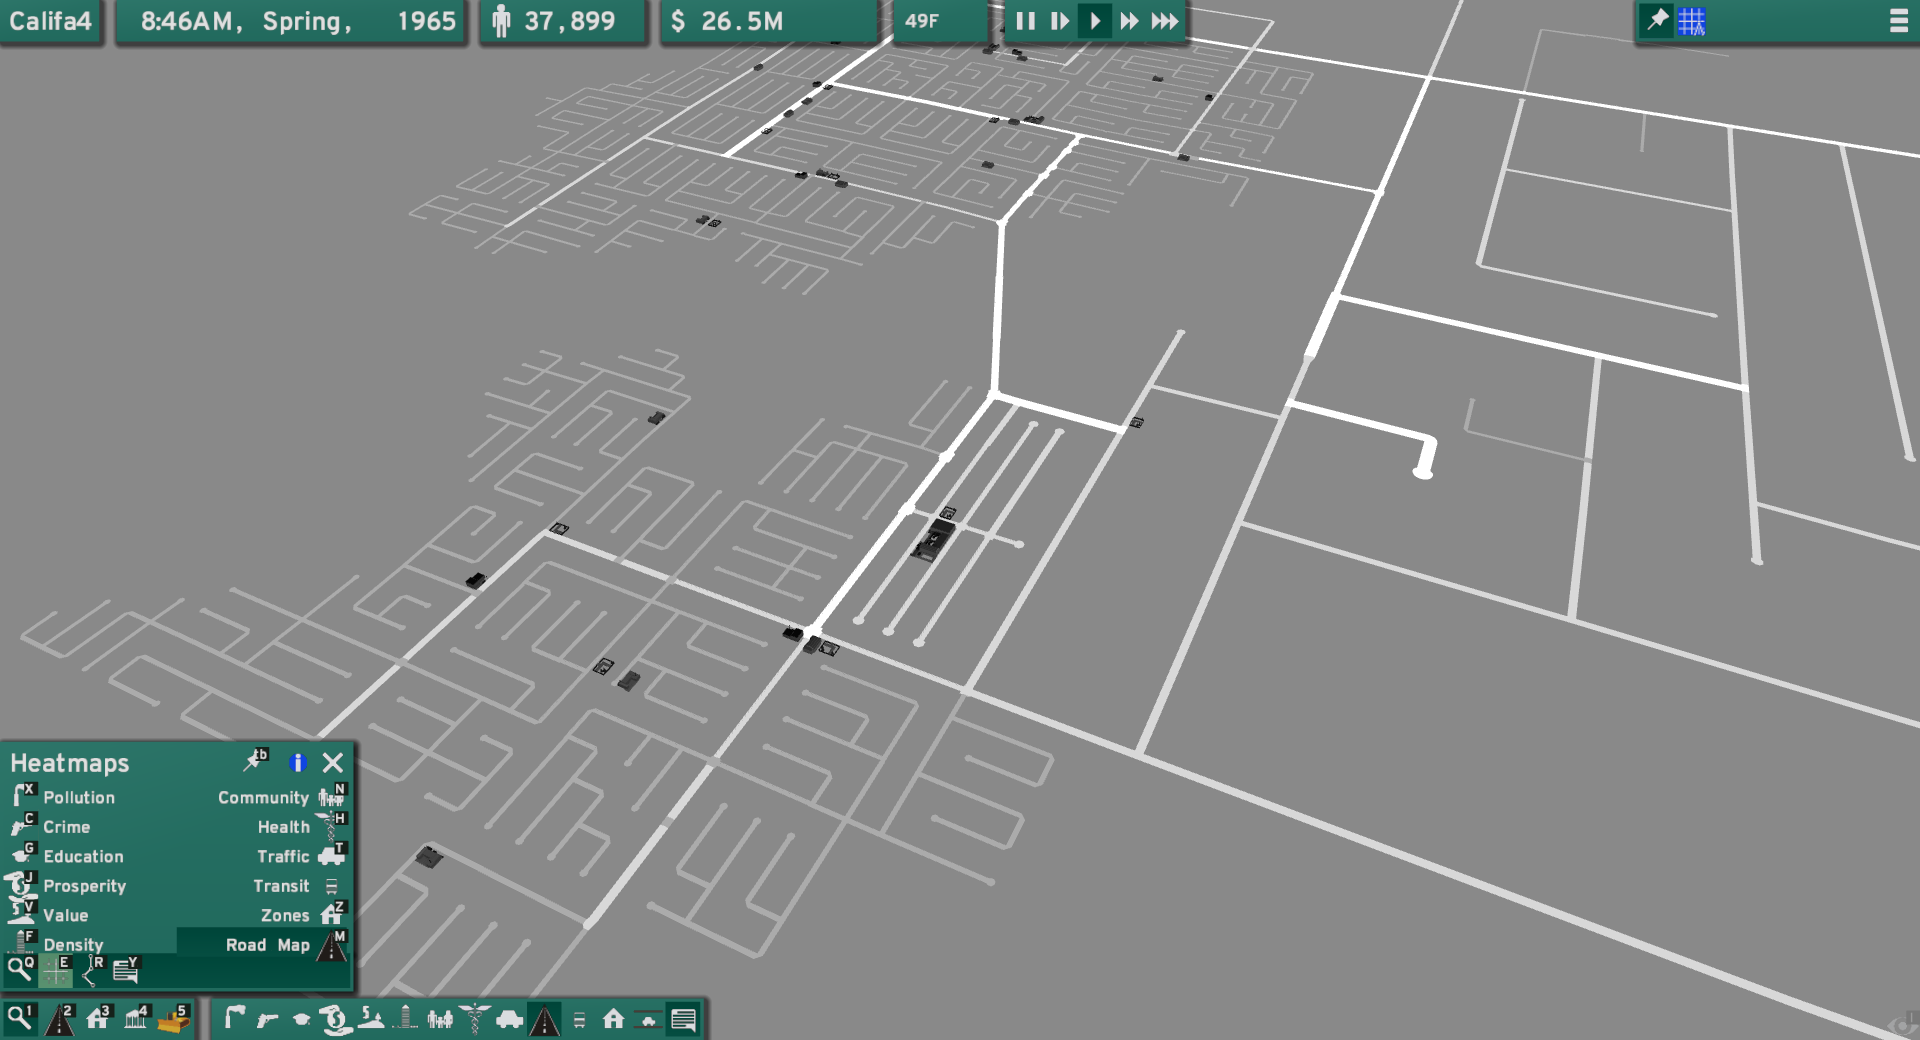 Califa4
8:46AM, Spring, 1965
37,899
$ 26.5M
49F
Heatmaps
tb
i
X Pollution
Community N
C Crime
Health H
G Education
Traffic T
J Prosperity
Transit
V Value
Zones Z
F Density
Road Map M
Q E R Y
1 2 3 4 5